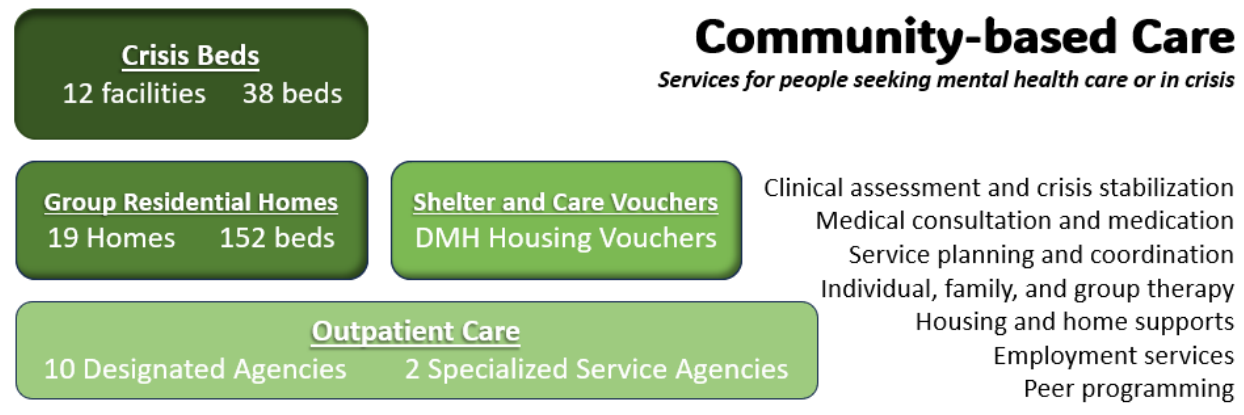 Community-based Care
Services for people seeking mental health care or in crisis
Crisis Beds
12 facilities 38 beds
Group Residential Homes
19 Homes 152 beds
Shelter and Care Vouchers
DMH Housing Vouchers
Outpatient Care
10 Designated Agencies 2 Specialized Service Agencies
Clinical assessment and crisis stabilization
Medical consultation and medication
Service planning and coordination
Individual, family, and group therapy
Housing and home supports
Employment services
Peer programming